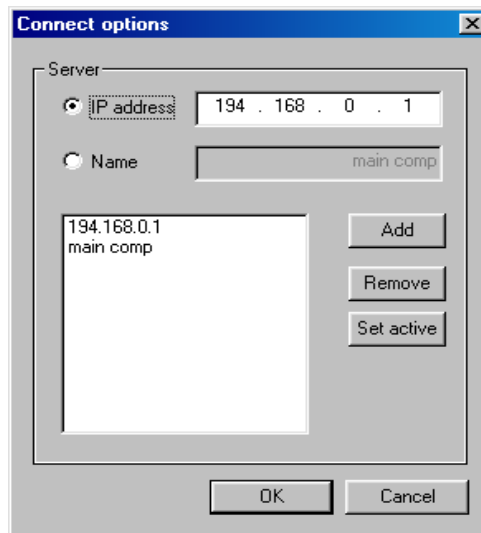 Connect options
Server
IP address 194 . 168 . 0 . 1
Name main comp
194.168.0.1
main comp
Add
Remove
Set active
OK Cancel